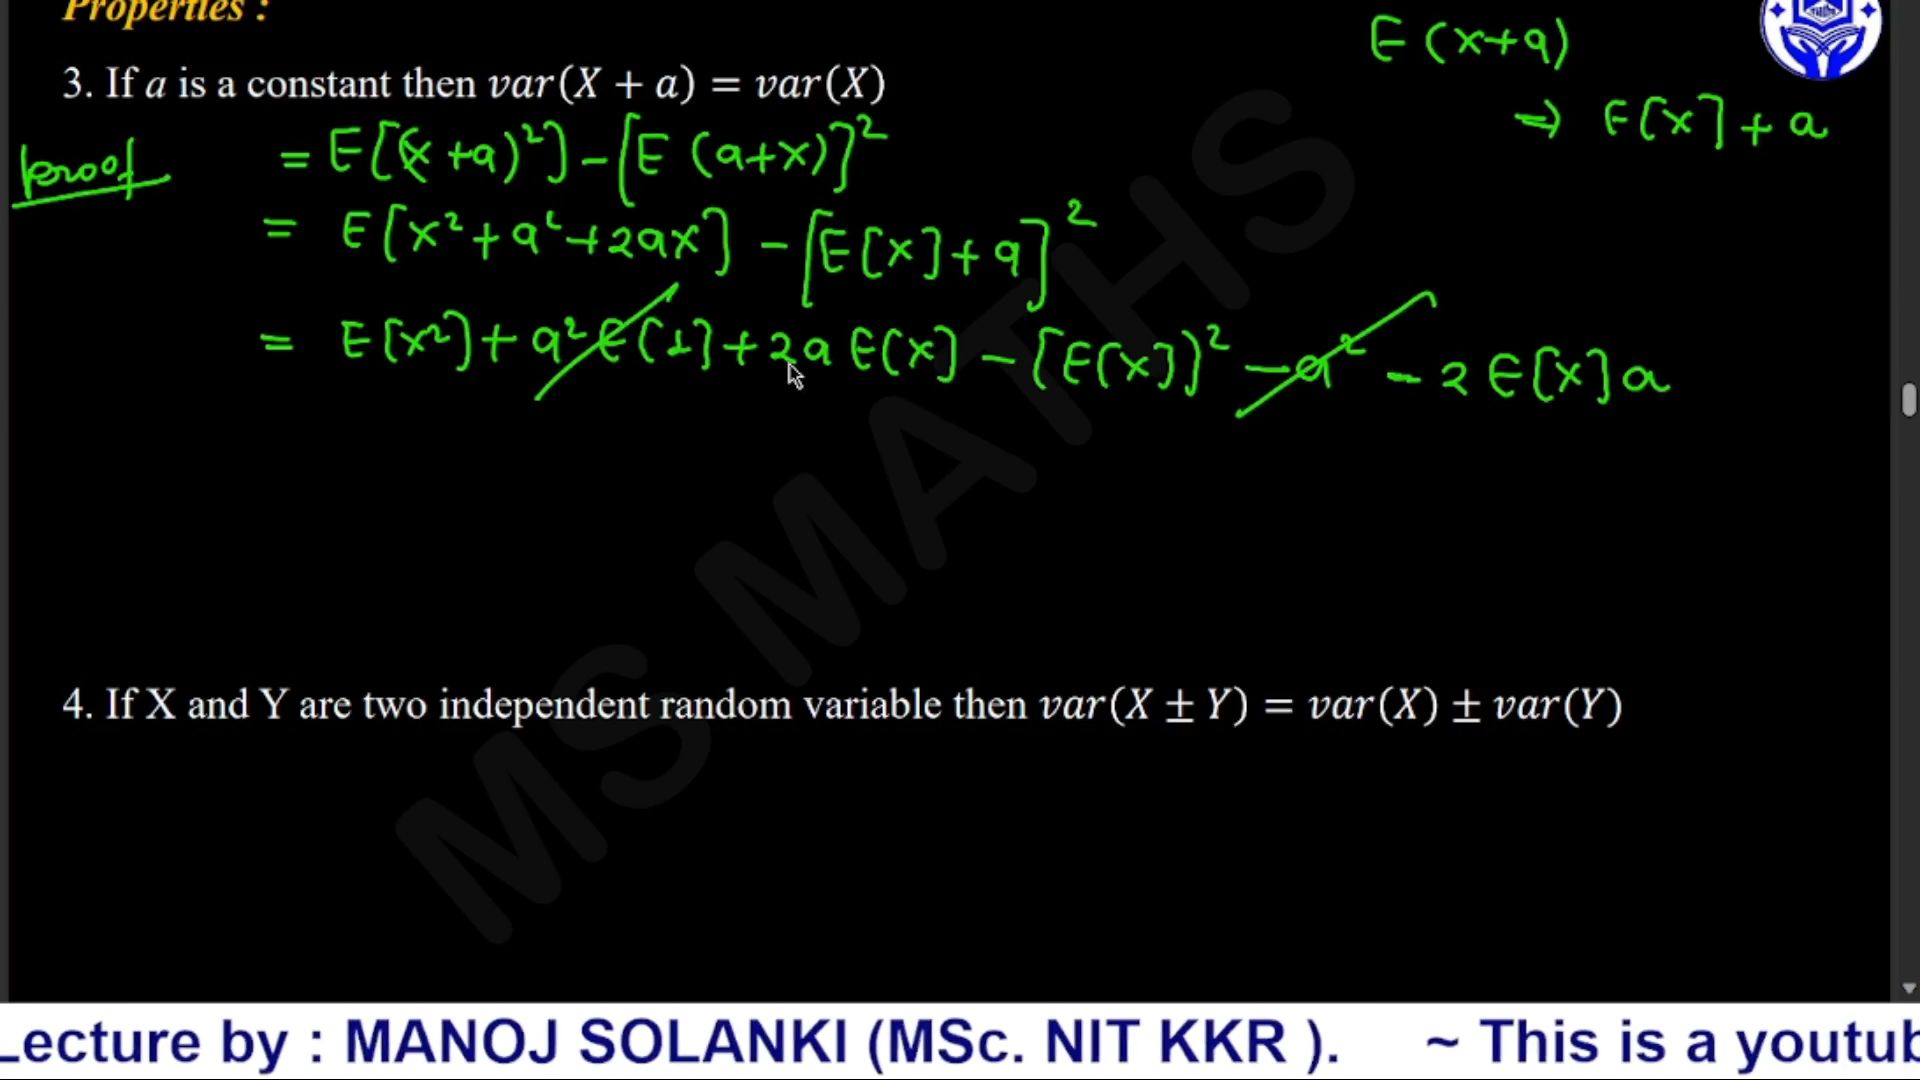 Properties :
E (x+a)
3. If a is a constant then var(X + a) = var(X)
⇒ E[x] + a
proof
= E[(x +a)²] - [E (a+x)]²
= E[x² + a² + 2ax] - [E[x] + a]²
= E[x²] + a² E[1] + 2a E[x] - [E[x]]² - a² - 2 E[x] a
4. If X and Y are two independent random variable then var(X ± Y) = var(X) ± var(Y)
MS MATHS
Lecture by : MANOJ SOLANKI (MSc. NIT KKR ). ~ This is a youtub